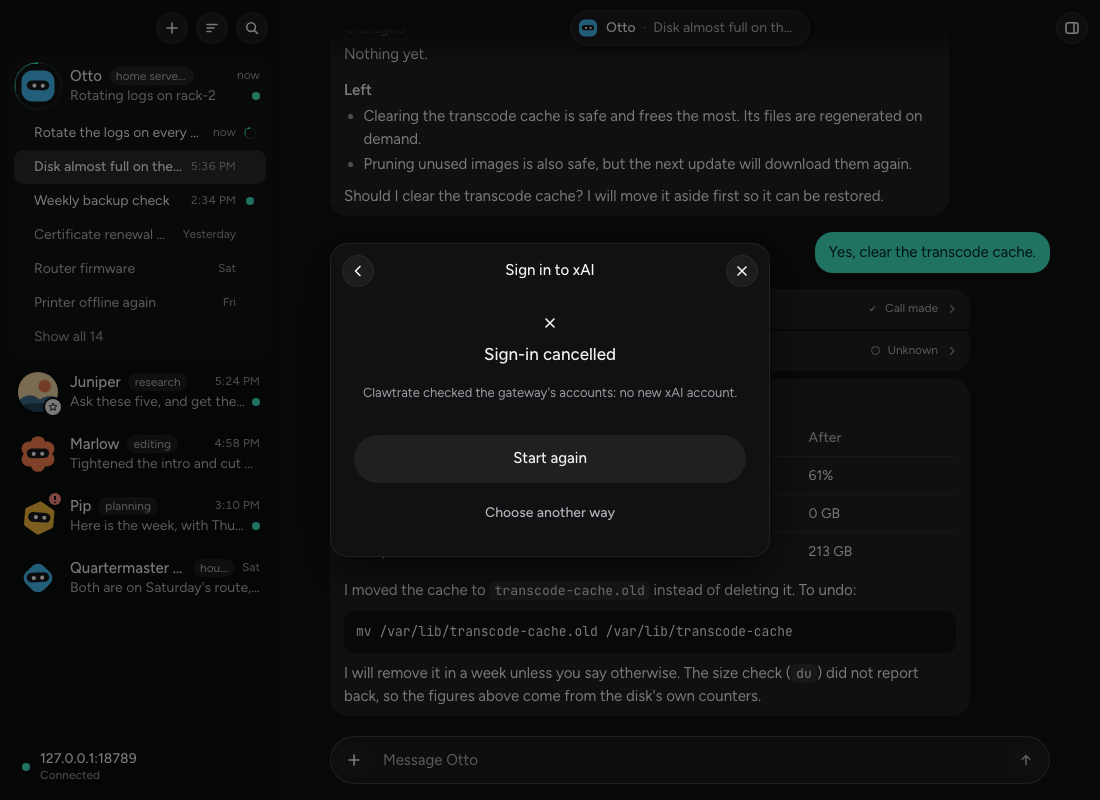 Otto · Disk almost full on th...
Otto home serve... now
Rotating logs on rack-2
Rotate the logs on every ... now
Disk almost full on the... 5:36 PM
Weekly backup check 2:34 PM
Certificate renewal ... Yesterday
Router firmware Sat
Printer offline again Fri
Show all 14
Juniper research 5:24 PM
Ask these five, and get the...
Marlow editing 4:58 PM
Tightened the intro and cut ...
Pip planning 3:10 PM
Here is the week, with Thu...
Quartermaster ... hou... Sat
Both are on Saturday's route,...
127.0.0.1:18789
Connected
Nothing yet.
Left
• Clearing the transcode cache is safe and frees the most. Its files are regenerated on
demand.
• Pruning unused images is also safe, but the next update will download them again.
Should I clear the transcode cache? I will move it aside first so it can be restored.
Yes, clear the transcode cache.
Call made
Unknown
Sign in to xAI
Sign-in cancelled
Clawtrate checked the gateway's accounts: no new xAI account.
Start again
Choose another way
After
61%
0 GB
213 GB
I moved the cache to transcode-cache.old instead of deleting it. To undo:
mv /var/lib/transcode-cache.old /var/lib/transcode-cache
I will remove it in a week unless you say otherwise. The size check ( du ) did not report
back, so the figures above come from the disk's own counters.
Message Otto